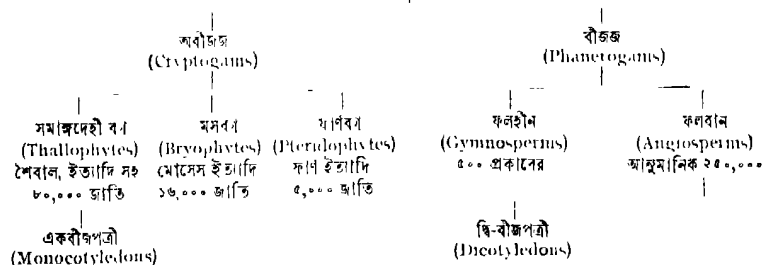 অবীজজ
(Cryptogams)
বীজজ
(Phanerogams)
সমাঙ্গদেহী বর্গ
(Thallophytes)
শৈবাল, ইত্যাদি সহ
৮০,০০০ জাতি
মসবর্গ
(Bryophytes)
মোসেস ইত্যাদি
১৬,০০০ জাতি
ফার্ণবর্গ
(Pteridophytes)
ফার্ণ ইত্যাদি
৫,০০০ জাতি
ফলহীন
(Gymnosperms)
৫০০ প্রকারের
ফলবান
(Angiosperms)
আনুমানিক ২৫০,০০০
একবীজপত্রী
(Monocotyledons)
দ্বি-বীজপত্রী
(Dicotyledons)